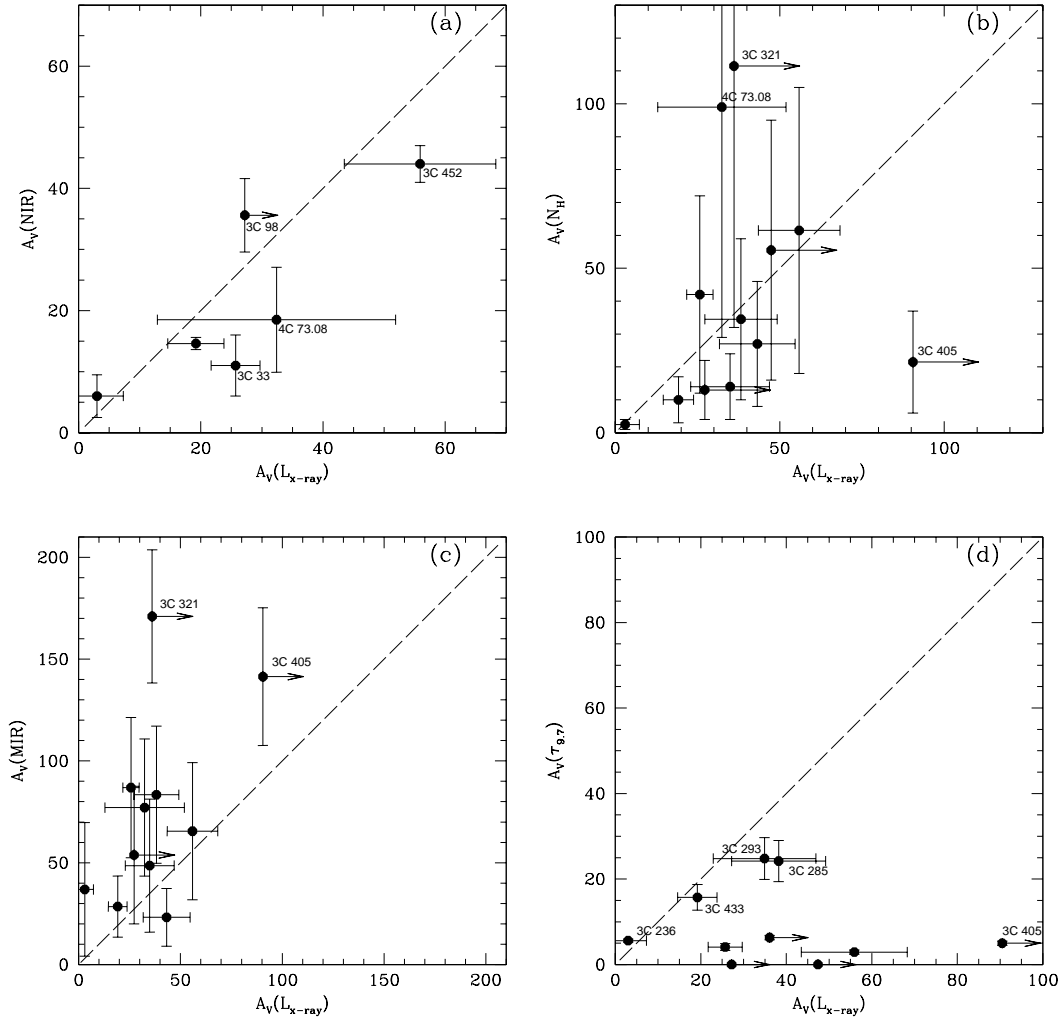 (a)
60
40
20
0
0 20 40 60
A_V(NIR)
A_V(L_x-ray)
3C 452
3C 98
4C 73.08
3C 33
(b)
100
50
0
0 50 100
A_V(N_H)
A_V(L_x-ray)
3C 321
4C 73.08
3C 405
(c)
200
150
100
50
0
0 50 100 150 200
A_V(MIR)
A_V(L_x-ray)
3C 321
3C 405
(d)
100
80
60
40
20
0
0 20 40 60 80 100
A_V(τ_9.7)
A_V(L_x-ray)
3C 293
3C 285
3C 433
3C 236
3C 405